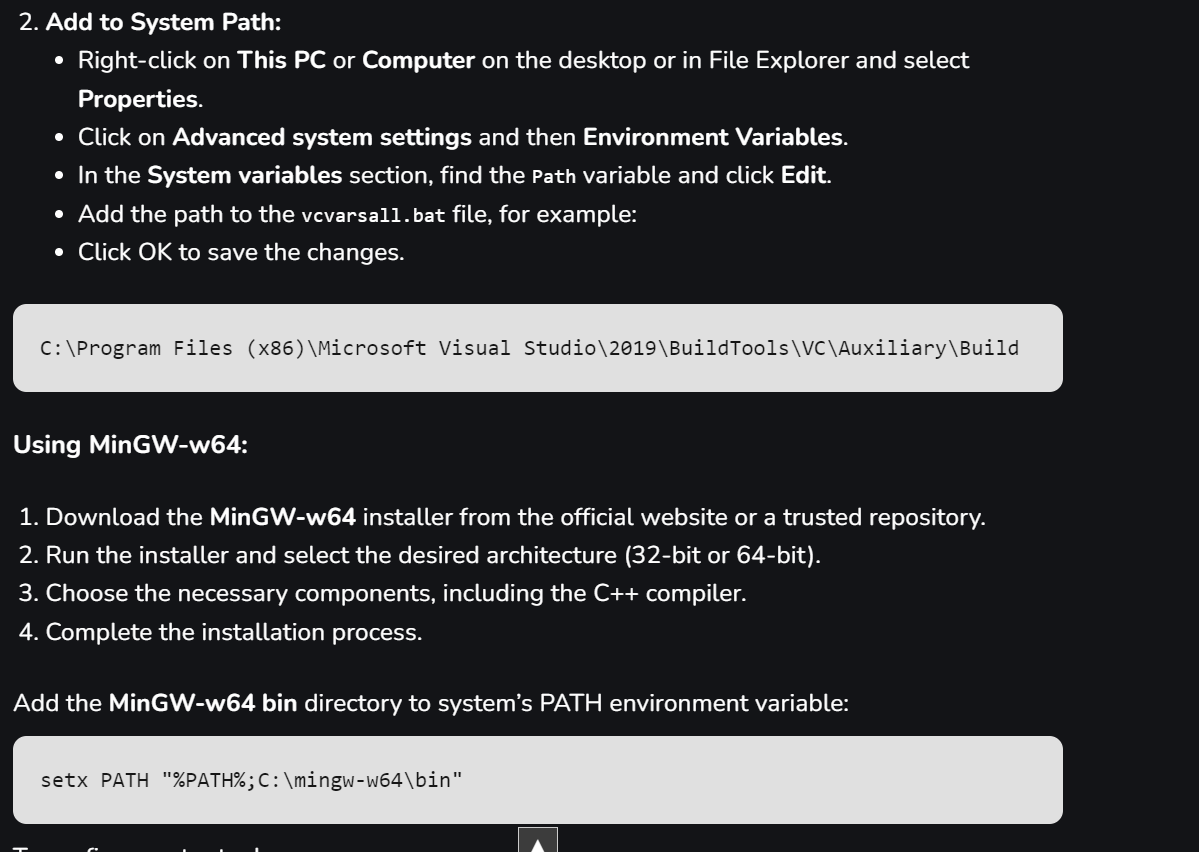 2. Add to System Path:
• Right-click on This PC or Computer on the desktop or in File Explorer and select
Properties.
• Click on Advanced system settings and then Environment Variables.
• In the System variables section, find the Path variable and click Edit.
• Add the path to the vcvarsall.bat file, for example:
• Click OK to save the changes.
C:\Program Files (x86)\Microsoft Visual Studio\2019\BuildTools\VC\Auxiliary\Build
Using MinGW-w64:
1. Download the MinGW-w64 installer from the official website or a trusted repository.
2. Run the installer and select the desired architecture (32-bit or 64-bit).
3. Choose the necessary components, including the C++ compiler.
4. Complete the installation process.
Add the MinGW-w64 bin directory to system’s PATH environment variable:
setx PATH "%PATH%;C:\mingw-w64\bin"